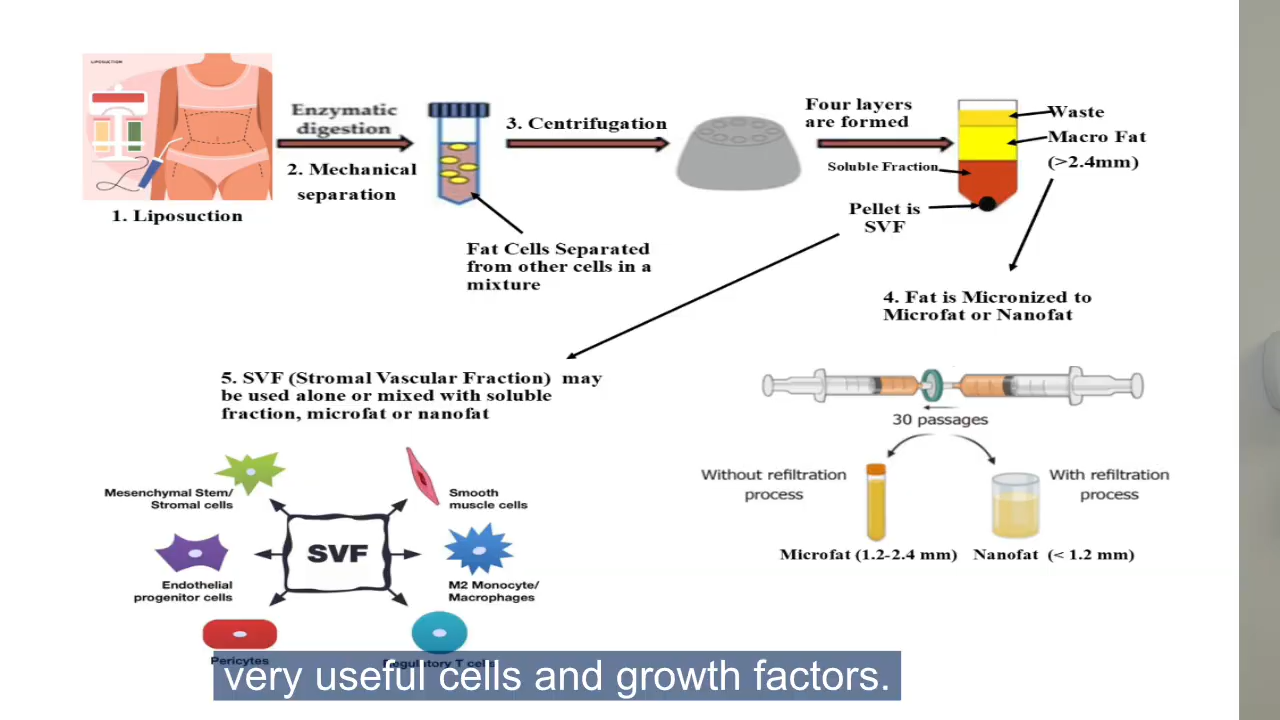 LIPOSUCTION
1. Liposuction
Enzymatic
digestion
2. Mechanical
separation
3. Centrifugation
Four layers
are formed
Soluble Fraction
Waste
Macro Fat
(>2.4mm)
Pellet is
SVF
Fat Cells Separated
from other cells in a
mixture
4. Fat is Micronized to
Microfat or Nanofat
5. SVF (Stromal Vascular Fraction) may
be used alone or mixed with soluble
fraction, microfat or nanofat
30 passages
Without refiltration
process
With refiltration
process
Microfat (1.2-2.4 mm)
Nanofat (< 1.2 mm)
Mesenchymal Stem/
Stromal cells
Smooth
muscle cells
SVF
Endothelial
progenitor cells
M2 Monocyte/
Macrophages
Pericytes
Regulatory T cells
very useful cells and growth factors.